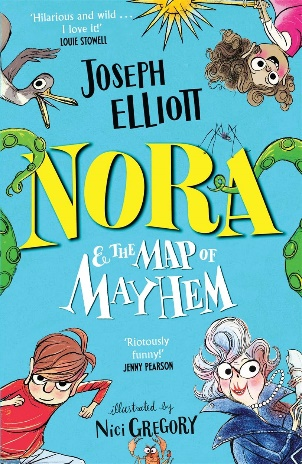 ‘Hilarious and wild . . .
I love it!’
LOUIE STOWELL
JOSEPH
ELLIOTT
NORA
& THE MAP OF
MAYHEM
‘Riotously
funny!’
JENNY PEARSON
illustrated by
NICI GREGORY